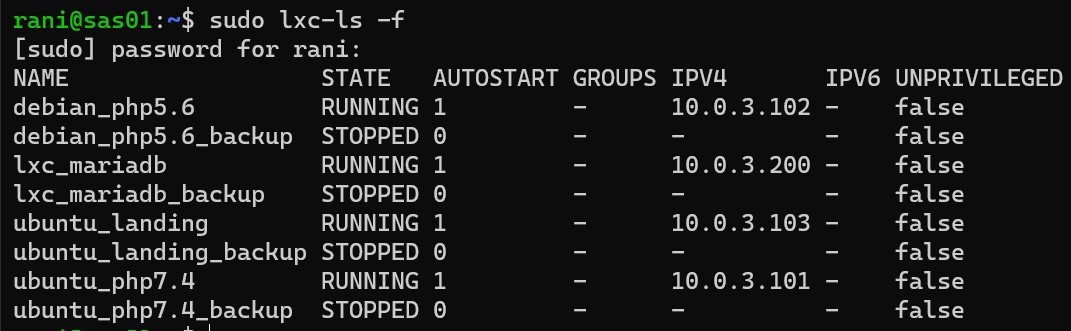 rani@sas01:~$ sudo lxc-ls -f
[sudo] password for rani:
NAME                  STATE   AUTOSTART GROUPS IPV4       IPV6 UNPRIVILEGED
debian_php5.6         RUNNING 1         -      10.0.3.102 -    false
debian_php5.6_backup  STOPPED 0         -      -          -    false
lxc_mariadb           RUNNING 1         -      10.0.3.200 -    false
lxc_mariadb_backup    STOPPED 0         -      -          -    false
ubuntu_landing        RUNNING 1         -      10.0.3.103 -    false
ubuntu_landing_backup STOPPED 0         -      -          -    false
ubuntu_php7.4         RUNNING 1         -      10.0.3.101 -    false
ubuntu_php7.4_backup  STOPPED 0         -      -          -    false